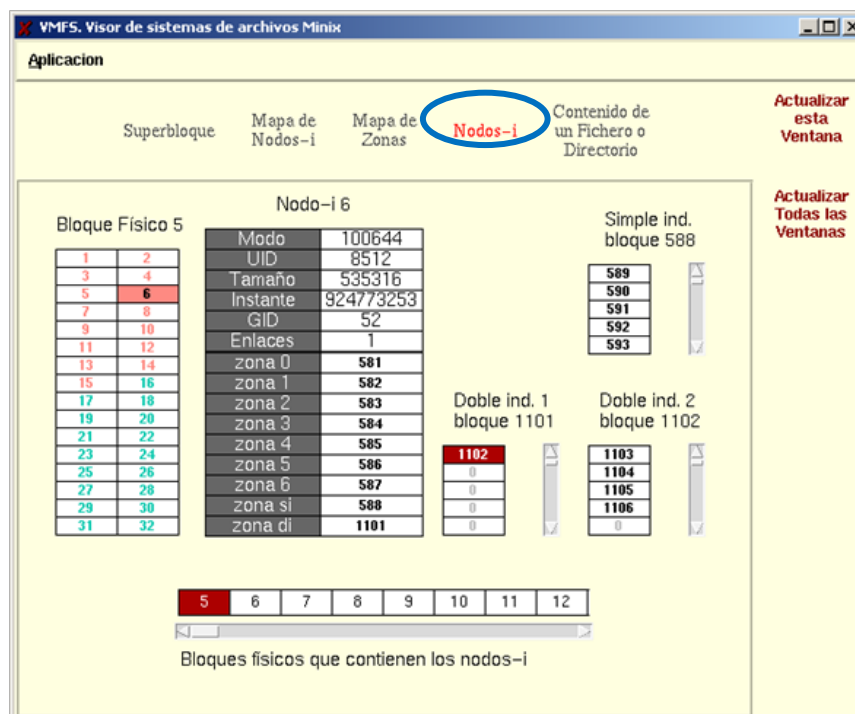 VMFS. Visor de sistemas de archivos Minix
Aplicacion
Superbloque
Mapa de
Nodos-i
Mapa de
Zonas
Nodos-i
Contenido de
un Fichero o
Directorio
Actualizar
esta
Ventana
Actualizar
Todas las
Ventanas
Bloque Físico 5
1 2
3 4
5 6
7 8
9 10
11 12
13 14
15 16
17 18
19 20
21 22
23 24
25 26
27 28
29 30
31 32
Nodo-i 6
Modo 100644
UID 8512
Tamaño 535316
Instante 924773253
GID 52
Enlaces 1
zona 0 581
zona 1 582
zona 2 583
zona 3 584
zona 4 585
zona 5 586
zona 6 587
zona si 588
zona di 1101
Simple ind.
bloque 588
589
590
591
592
593
Doble ind. 1
bloque 1101
1102
0
0
0
0
Doble ind. 2
bloque 1102
1103
1104
1105
1106
0
5 6 7 8 9 10 11 12
Bloques físicos que contienen los nodos-i